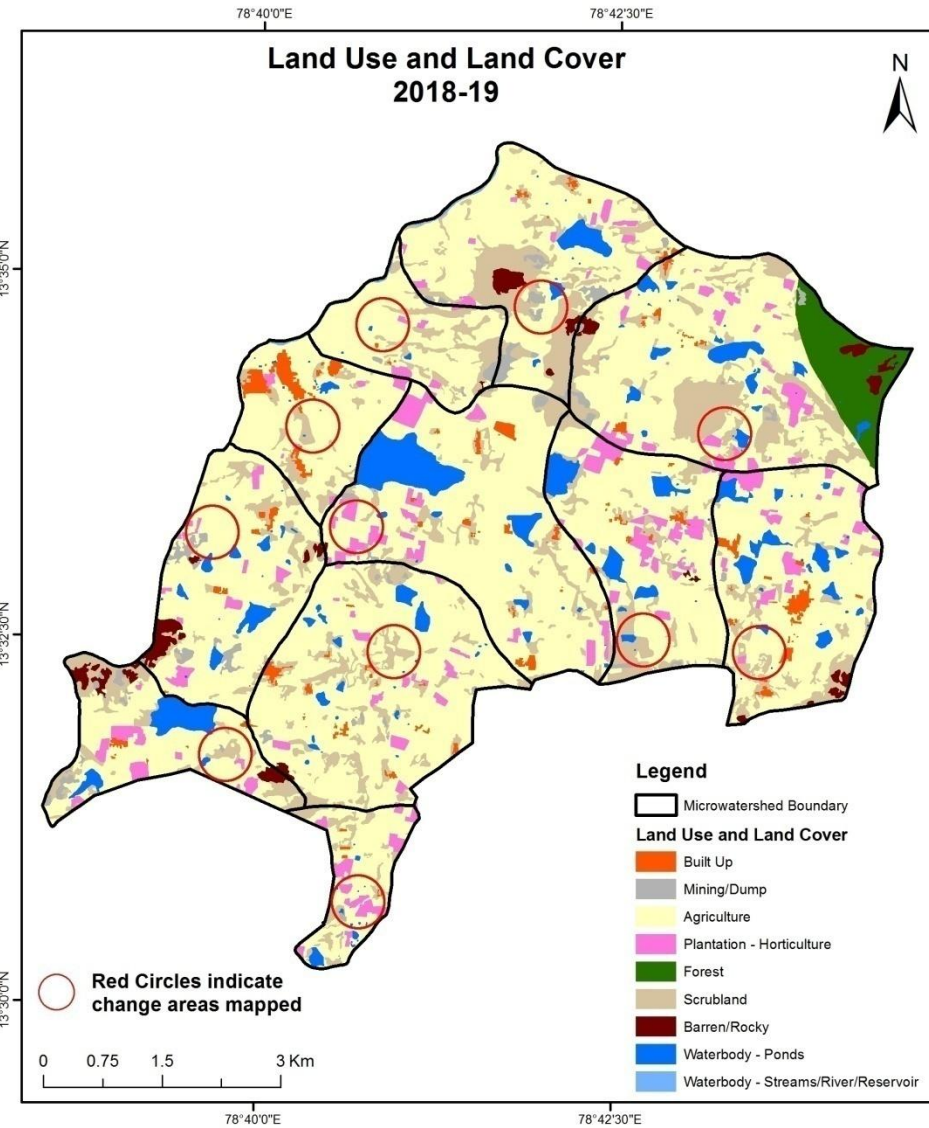 78°40'0"E
78°42'30"E
Land Use and Land Cover
2018-19
N
13°35'0"N
13°32'30"N
13°30'0"N
Legend
Microwatershed Boundary
Land Use and Land Cover
Built Up
Mining/Dump
Agriculture
Plantation - Horticulture
Forest
Scrubland
Barren/Rocky
Waterbody - Ponds
Waterbody - Streams/River/Reservoir
Red Circles indicate
change areas mapped
0 0.75 1.5 3 Km
78°40'0"E
78°42'30"E